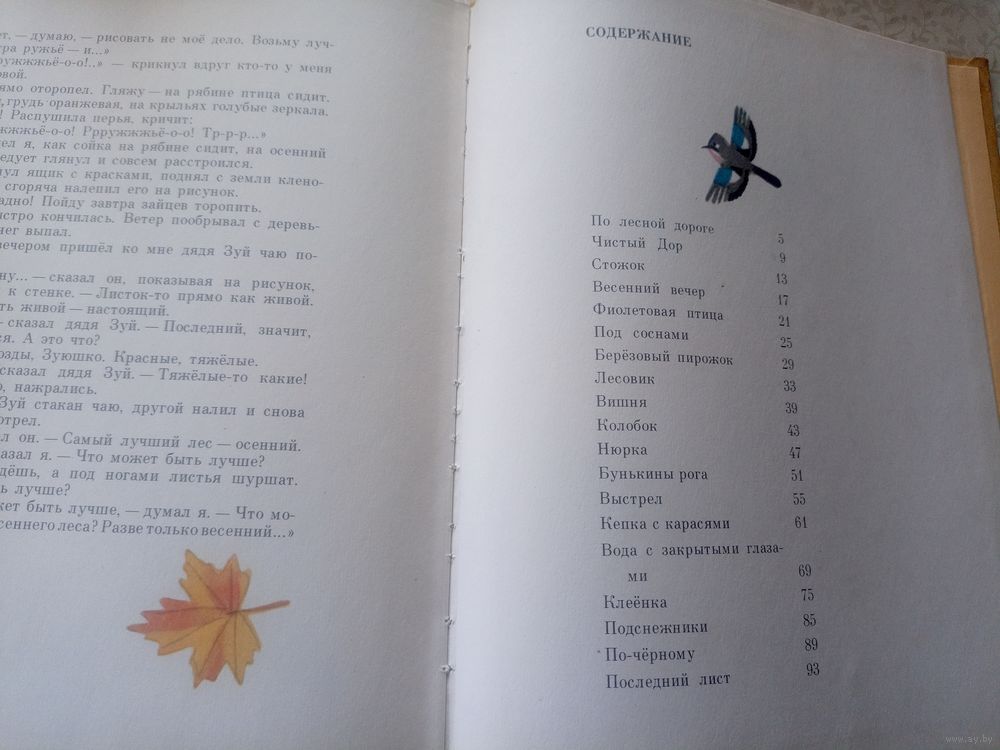 ет, — думаю, — рисовать не моё дело. Возьму луч-
тра ружьё — и...»
ружжжьё-о-о!..» — крикнул вдруг кто-то у меня
овой.
ямо оторопел. Гляжу — на рябине птица сидит.
грудь оранжевая, на крыльях голубые зеркала.
! Распушила перья, кричит:
жжжьё-о-о! Ррружжжьё-о-о! Тр-р-р...»
ел я, как сойка на рябине сидит, на осенний
едует глянул и совсем расстроился.
нул ящик с красками, поднял с земли клено-
сгоряча налепил его на рисунок.
адно! Пойду завтра зайцев торопить.
ыстро кончилась. Ветер пообрывал с деревь-
нег выпал.
вечером пришёл ко мне дядя Зуй чаю по-
ну... — сказал он, показывая на рисунок,
к стенке. — Листок-то прямо как живой.
ть живой — настоящий.
— сказал дядя Зуй. — Последний, значит,
ся. А это что?
розды, Зуюшко. Красные, тяжёлые.
сказал дядя Зуй. — Тяжёлые-то какие!
о, нажрались.
Зуй стакан чаю, другой налил и снова
отрел.
л он. — Самый лучший лес — осенний.
азал я. — Что может быть лучше?
дёшь, а под ногами листья шуршат.
ь лучше?
жет быть лучше, — думал я. — Что мо-
сеннего леса? Разве только весенний...»
СОДЕРЖАНИЕ
По лесной дороге 5
Чистый Дор 9
Стожок 13
Весенний вечер 17
Фиолетовая птица 21
Под соснами 25
Берёзовый пирожок 29
Лесовик 33
Вишня 39
Колобок 43
Нюрка 47
Бунькины рога 51
Выстрел 55
Кепка с карасями 61
Вода с закрытыми глаза-
ми 69
Клеёнка 75
Подснежники 85
По-чёрному 89
Последний лист 93
www.ay.by